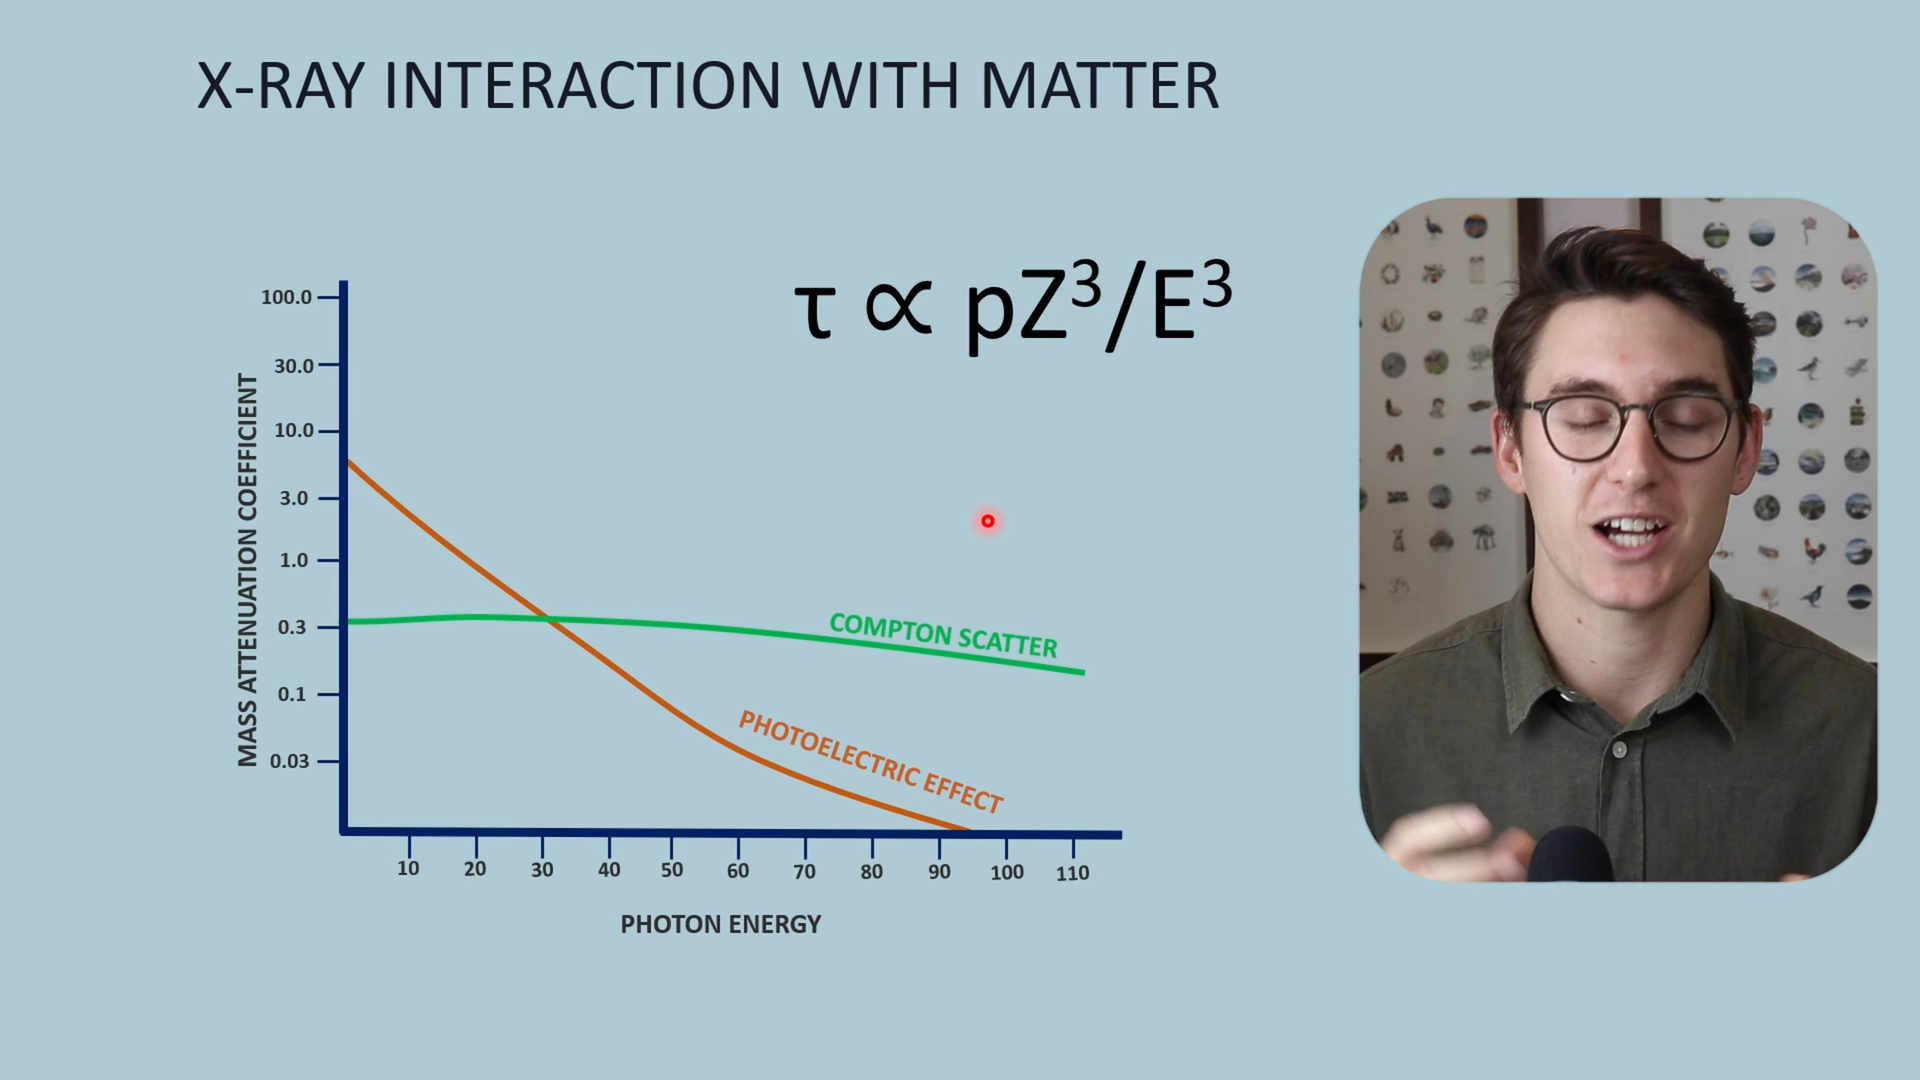 X-RAY INTERACTION WITH MATTER
τ ∝ pZ³/E³
MASS ATTENUATION COEFFICIENT
100.0
30.0
10.0
3.0
1.0
0.3
0.1
0.03
COMPTON SCATTER
PHOTOELECTRIC EFFECT
10 20 30 40 50 60 70 80 90 100 110
PHOTON ENERGY